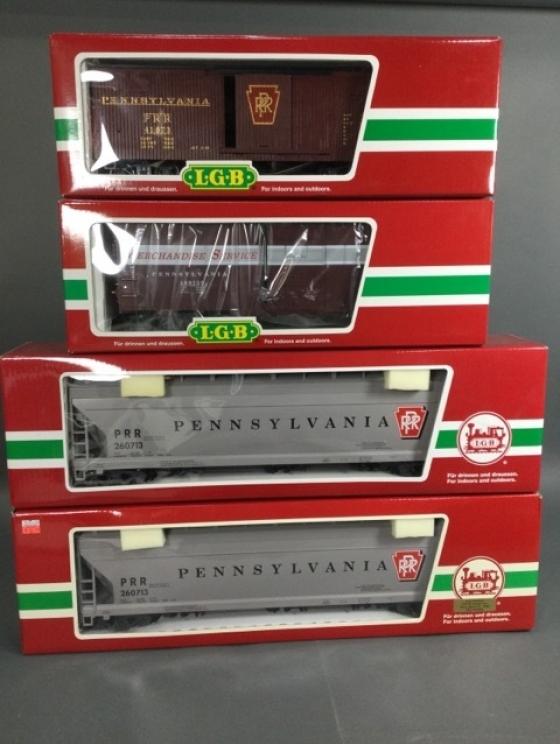 PENNSYLVANIA
PRR
41873
PRR
LGB
Für drinnen und draussen.
For indoors and outdoors.
MERCHANDISE SERVICE
PENNSYLVANIA
LGB
Für drinnen und draussen.
For indoors and outdoors.
PRR
260713
PENNSYLVANIA
PRR
LGB
Für drinnen und draussen.
For indoors and outdoors.
PRR
260713
PENNSYLVANIA
PRR
LGB
Für drinnen und draussen.
For indoors and outdoors.